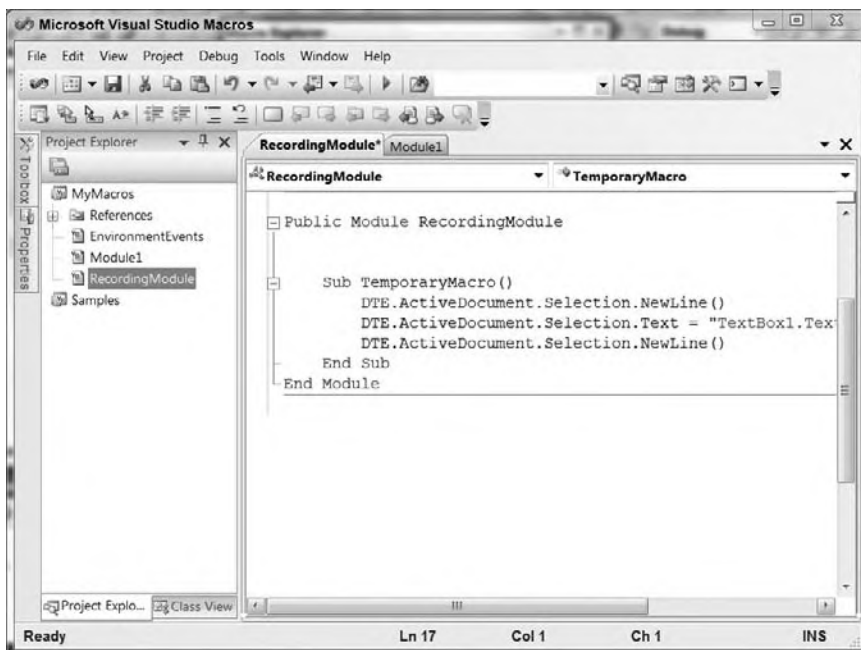 Microsoft Visual Studio Macros
File Edit View Project Debug Tools Window Help
Project Explorer
RecordingModule* Module1
Toolbox
Properties
RecordingModule
TemporaryMacro
MyMacros
References
EnvironmentEvents
Module1
RecordingModule
Samples
Public Module RecordingModule
Sub TemporaryMacro()
DTE.ActiveDocument.Selection.NewLine()
DTE.ActiveDocument.Selection.Text = "TextBox1.Tex
DTE.ActiveDocument.Selection.NewLine()
End Sub
End Module
Project Explo... Class View
Ready Ln 17 Col 1 Ch 1 INS